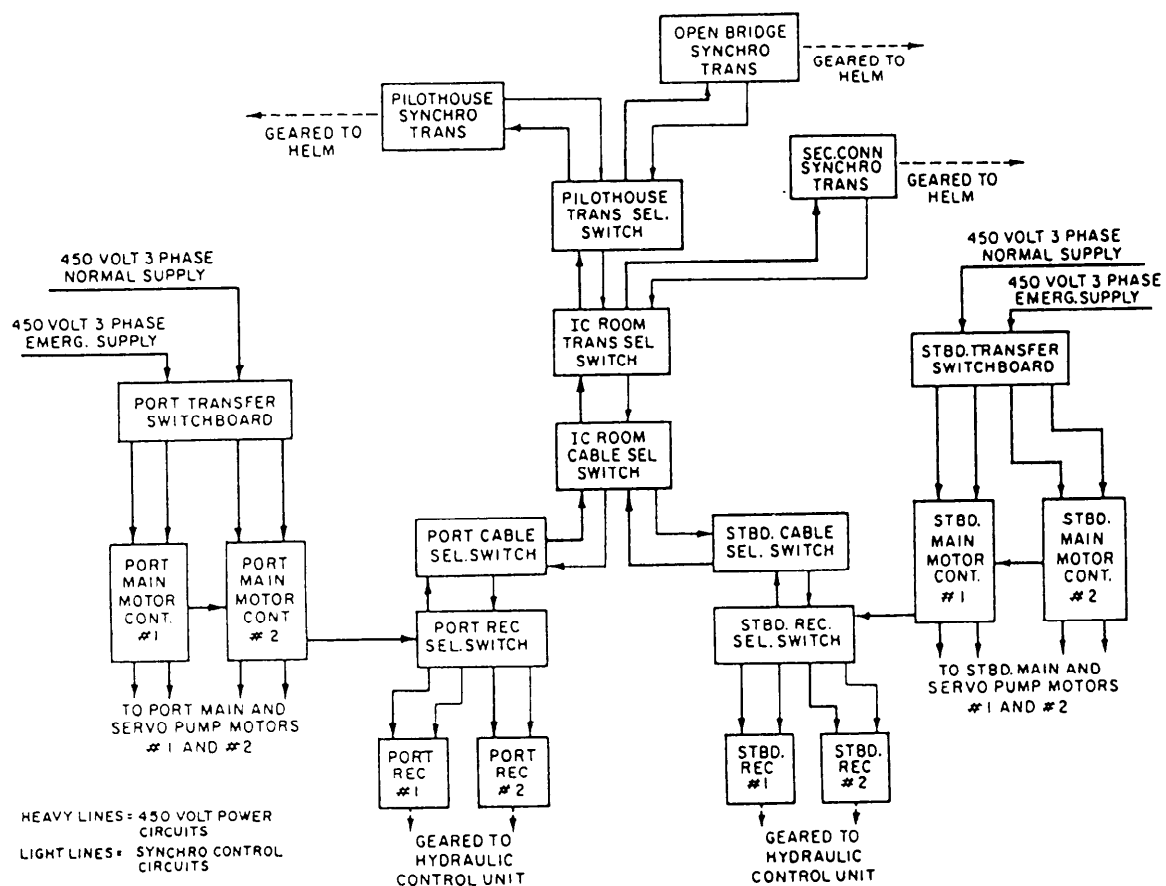 OPEN BRIDGE
SYNCHRO
TRANS
GEARED TO
HELM
PILOTHOUSE
SYNCHRO
TRANS
GEARED TO
HELM
SEC. CONN
SYNCHRO
TRANS
GEARED TO
HELM
PILOTHOUSE
TRANS SEL.
SWITCH
450 VOLT 3 PHASE
NORMAL SUPPLY
450 VOLT 3 PHASE
EMERG. SUPPLY
450 VOLT 3 PHASE
NORMAL SUPPLY
450 VOLT 3 PHASE
EMERG. SUPPLY
IC ROOM
TRANS SEL
SWITCH
STBD. TRANSFER
SWITCHBOARD
PORT TRANSFER
SWITCHBOARD
IC ROOM
CABLE SEL
SWITCH
PORT CABLE
SEL. SWITCH
STBD. CABLE
SEL. SWITCH
STBD.
MAIN
MOTOR
CONT.
#1
STBD.
MAIN
MOTOR
CONT.
#2
PORT
MAIN
MOTOR
CONT.
#1
PORT
MAIN
MOTOR
CONT
#2
PORT REC
SEL. SWITCH
STBD. REC.
SEL. SWITCH
TO PORT MAIN AND
SERVO PUMP MOTORS
#1 AND #2
TO STBD. MAIN AND
SERVO PUMP MOTORS
#1 AND #2
PORT
REC
#1
PORT
REC
#2
STBD.
REC
#1
STBD.
REC
#2
GEARED TO
HYDRAULIC
CONTROL UNIT
GEARED TO
HYDRAULIC
CONTROL UNIT
HEAVY LINES = 450 VOLT POWER
CIRCUITS
LIGHT LINES = SYNCHRO CONTROL
CIRCUITS